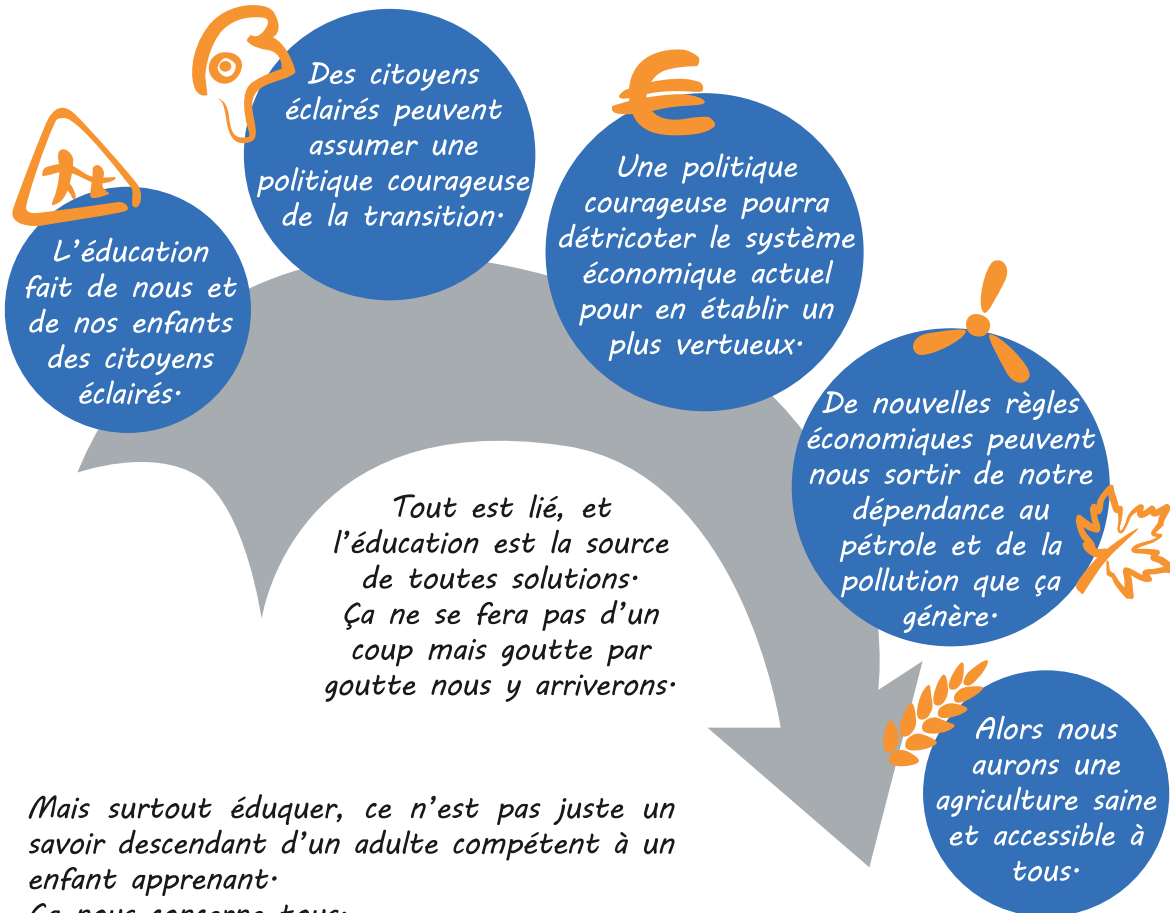 L'éducation
fait de nous et
de nos enfants
des citoyens
éclairés.
Des citoyens
éclairés peuvent
assumer une
politique courageuse
de la transition.
Une politique
courageuse pourra
détricoter le système
économique actuel
pour en établir un
plus vertueux.
De nouvelles règles
économiques peuvent
nous sortir de notre
dépendance au
pétrole et de la
pollution que ça
génère.
Alors nous
aurons une
agriculture saine
et accessible à
tous.
Tout est lié, et
l'éducation est la source
de toutes solutions.
Ça ne se fera pas d'un
coup mais goutte par
goutte nous y arriverons.
Mais surtout éduquer, ce n'est pas juste un
savoir descendant d'un adulte compétent à un
enfant apprenant.
Ça nous concerne tous.